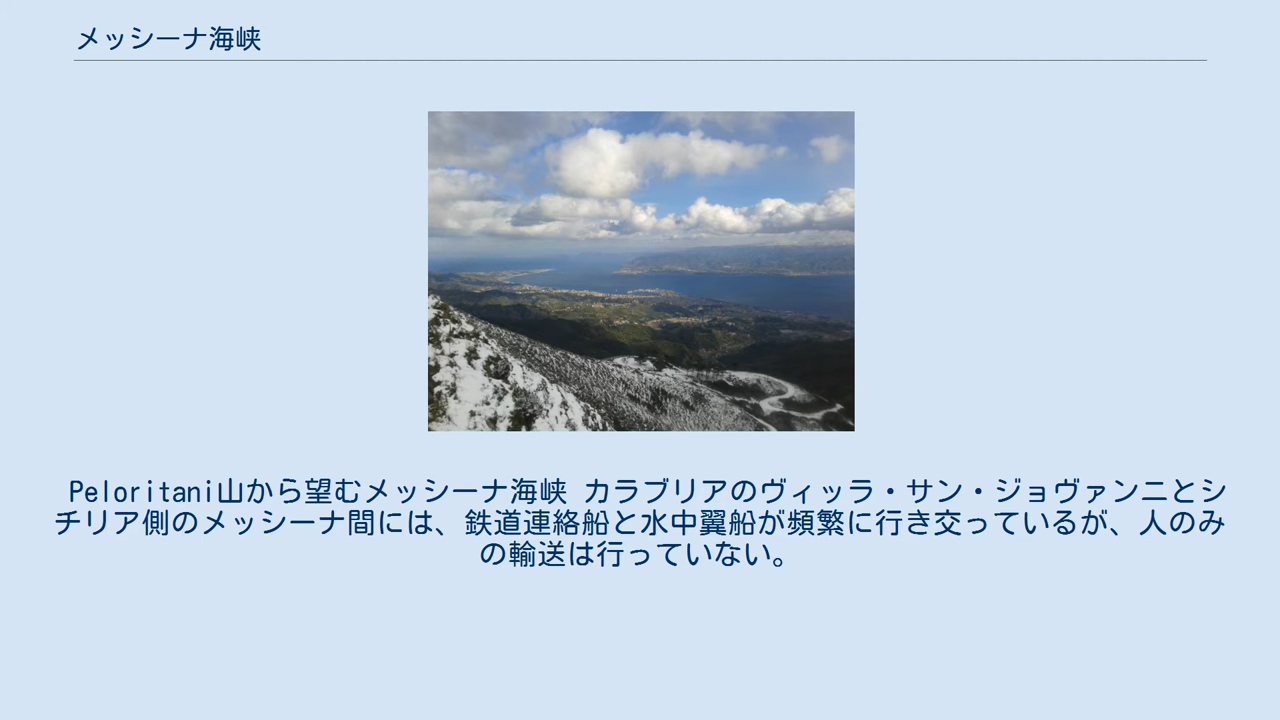 メッシーナ海峡
Peloritani山から望むメッシーナ海峡 カラブリアのヴィッラ・サン・ジョヴァンニとシ
チリア側のメッシーナ間には、鉄道連絡船と水中翼船が頻繁に行き交っているが、人のみ
の輸送は行っていない。